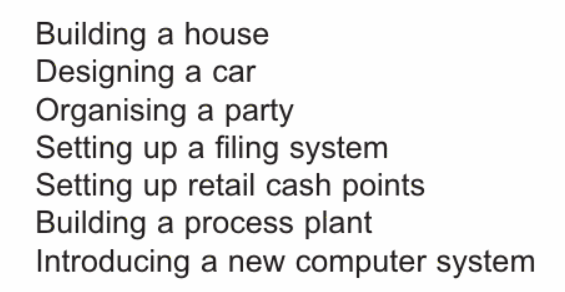 Building a house
Designing a car
Organising a party
Setting up a filing system
Setting up retail cash points
Building a process plant
Introducing a new computer system